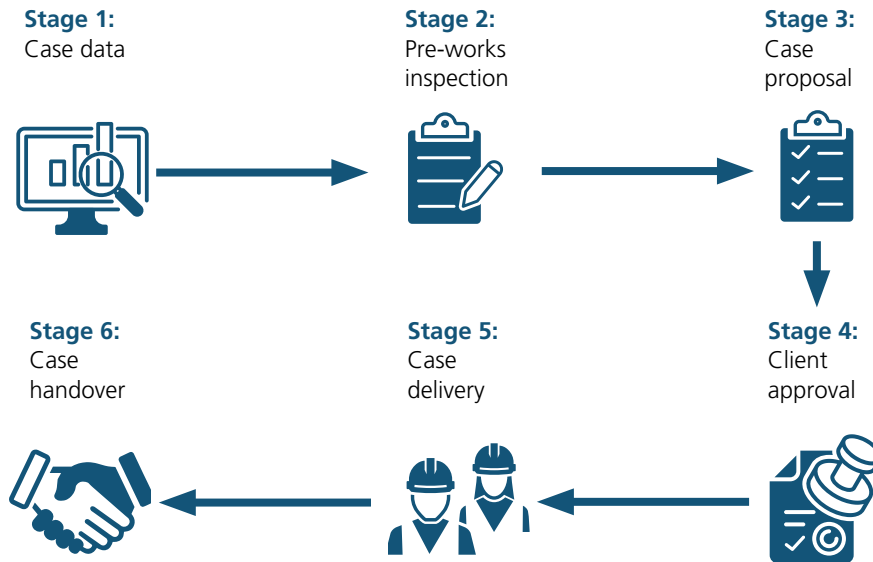 Stage 1:
Case data
Stage 2:
Pre-works
inspection
Stage 3:
Case
proposal
Stage 4:
Client
approval
Stage 5:
Case
delivery
Stage 6:
Case
handover